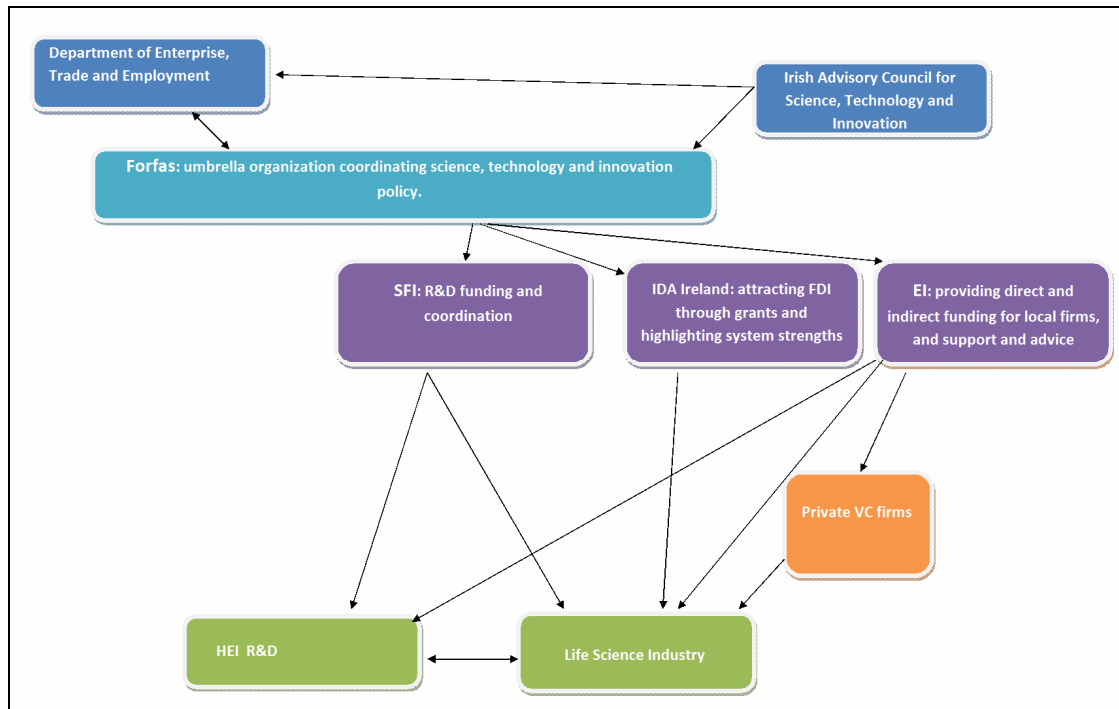 Department of Enterprise,
Trade and Employment
Irish Advisory Council for
Science, Technology and
Innovation
Forfas: umbrella organization coordinating science, technology and innovation
policy.
SFI: R&D funding and
coordination
IDA Ireland: attracting FDI
through grants and
highlighting system strengths
EI: providing direct and
indirect funding for local firms,
and support and advice
Private VC firms
HEI R&D
Life Science Industry